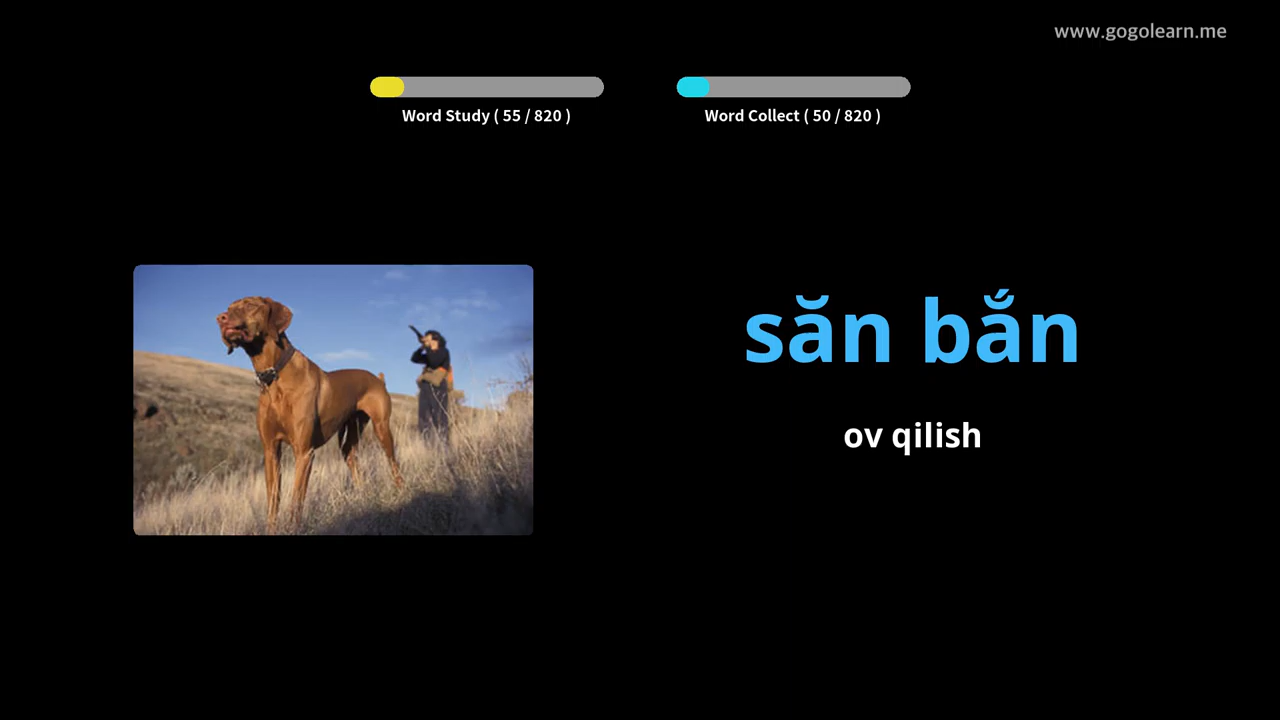 www.gogolearn.me
Word Study ( 55 / 820 )
Word Collect ( 50 / 820 )
săn bắn
ov qilish